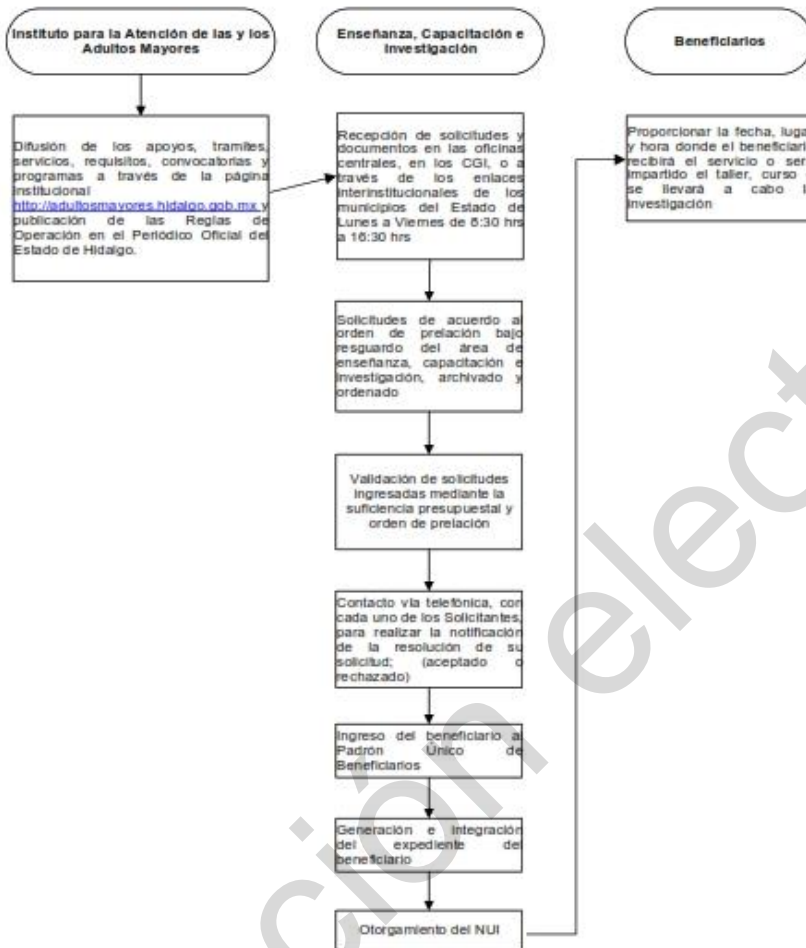 Instituto para la Atención de las y los
Adultos Mayores
Difusión de los apoyos, tramites,
servicios, requisitos, convocatorias y
programas a través de la página
institucional
http://adultosmayores.hidalgo.gob.mx y
publicación de las Reglas de
Operación en el Periódico Oficial del
Estado de Hidalgo.
Enseñanza, Capacitación e
Investigación
Recepción de solicitudes y
documentos en las oficinas
centrales, en los CGI, o a
través de los enlaces
interinstitucionales de los
municipios del Estado de
Lunes a Viernes de 8:30 hrs
a 16:30 hrs
Solicitudes de acuerdo al
orden de prelación bajo
resguardo del área de
enseñanza, capacitación e
investigación, archivado y
ordenado
Validación de solicitudes
ingresadas mediante la
suficiencia presupuestal y
orden de prelación
Contacto vía telefónica, con
cada uno de los Solicitantes,
para realizar la notificación
de la resolución de su
solicitud; (aceptado o
rechazado)
Ingreso del beneficiario al
Padrón Único de
Beneficiarios
Generación e integración
del expediente del
beneficiario
Otorgamiento del NUI
Beneficiarios
Proporcionar la fecha,
y hora donde el
recibirá el servicio o
impartido el taller, curso
se llevará a cabo
investigación
ción elect